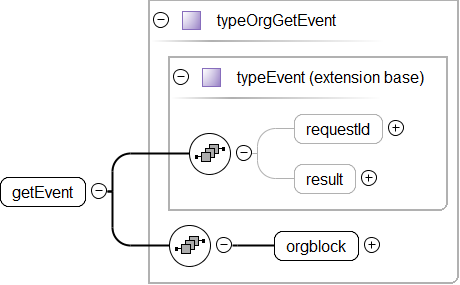 typeOrgGetEvent
typeEvent (extension base)
requestId
result
getEvent
orgblock